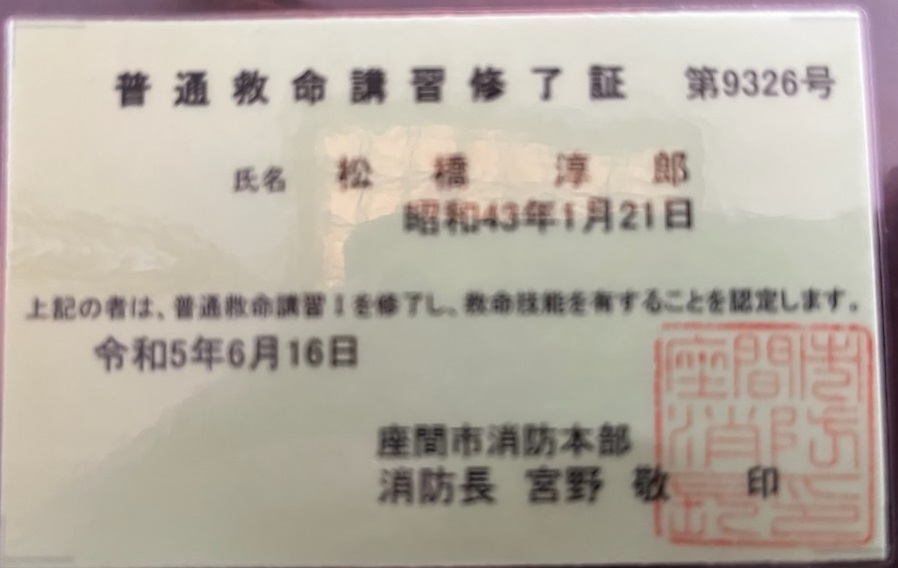 普通救命講習修了証　第9326号
氏名　松　橋　淳　郎
昭和43年1月21日
上記の者は、普通救命講習Ⅰを修了し、救命技能を有することを認定します。
令和5年6月16日
座間市消防本部
消防長　宮野　敬　印